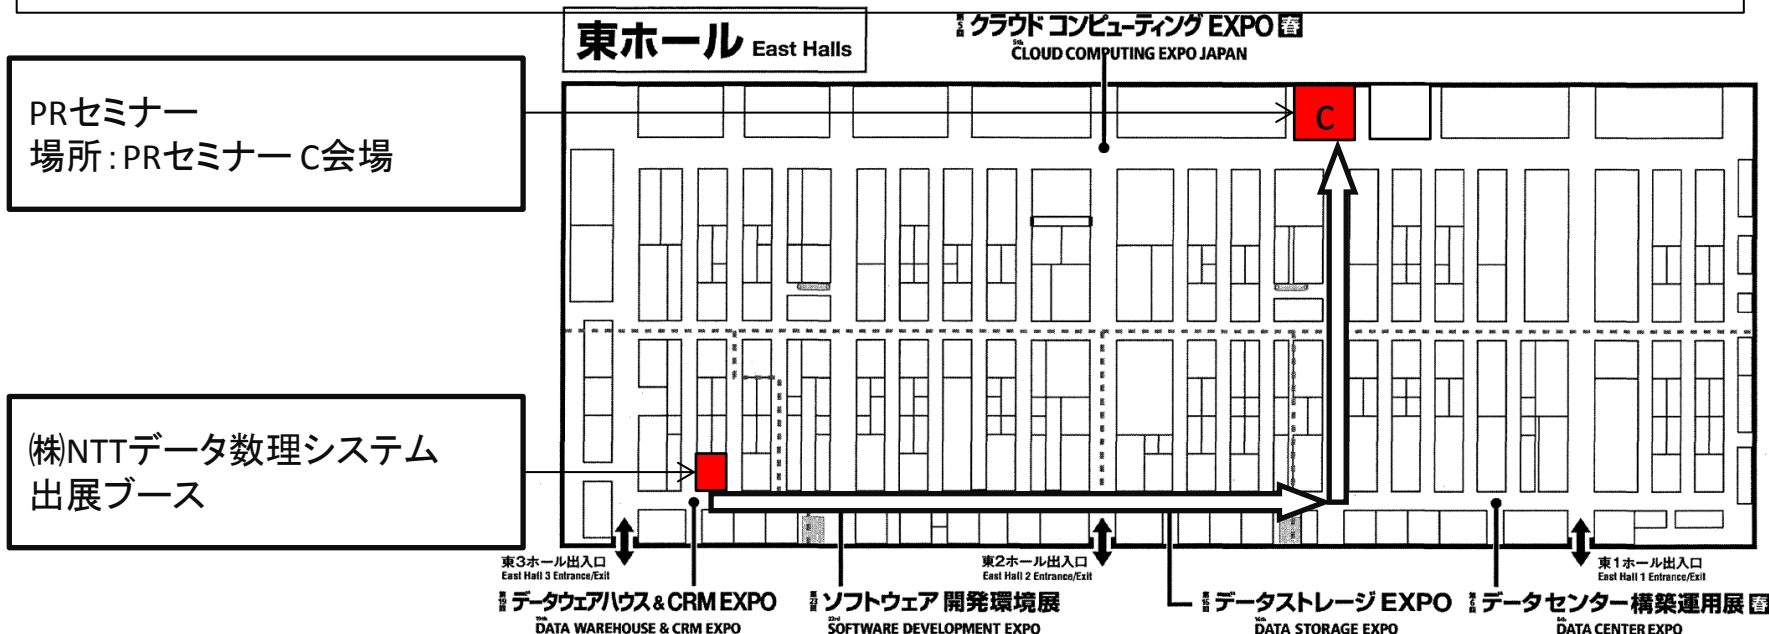 東ホール East Halls
第5回 クラウド コンピューティング EXPO 春
5th CLOUD COMPUTING EXPO JAPAN
PRセミナー
場所：PRセミナー C会場
C
㈱NTTデータ数理システム
出展ブース
東3ホール出入口
East Hall 3 Entrance/Exit
東2ホール出入口
East Hall 2 Entrance/Exit
東1ホール出入口
East Hall 1 Entrance/Exit
データウェアハウス&CRM EXPO
DATA WAREHOUSE & CRM EXPO
ソフトウェア 開発環境展
SOFTWARE DEVELOPMENT EXPO
データストレージ EXPO
DATA STORAGE EXPO
データセンター 構築運用展 春
DATA CENTER EXPO